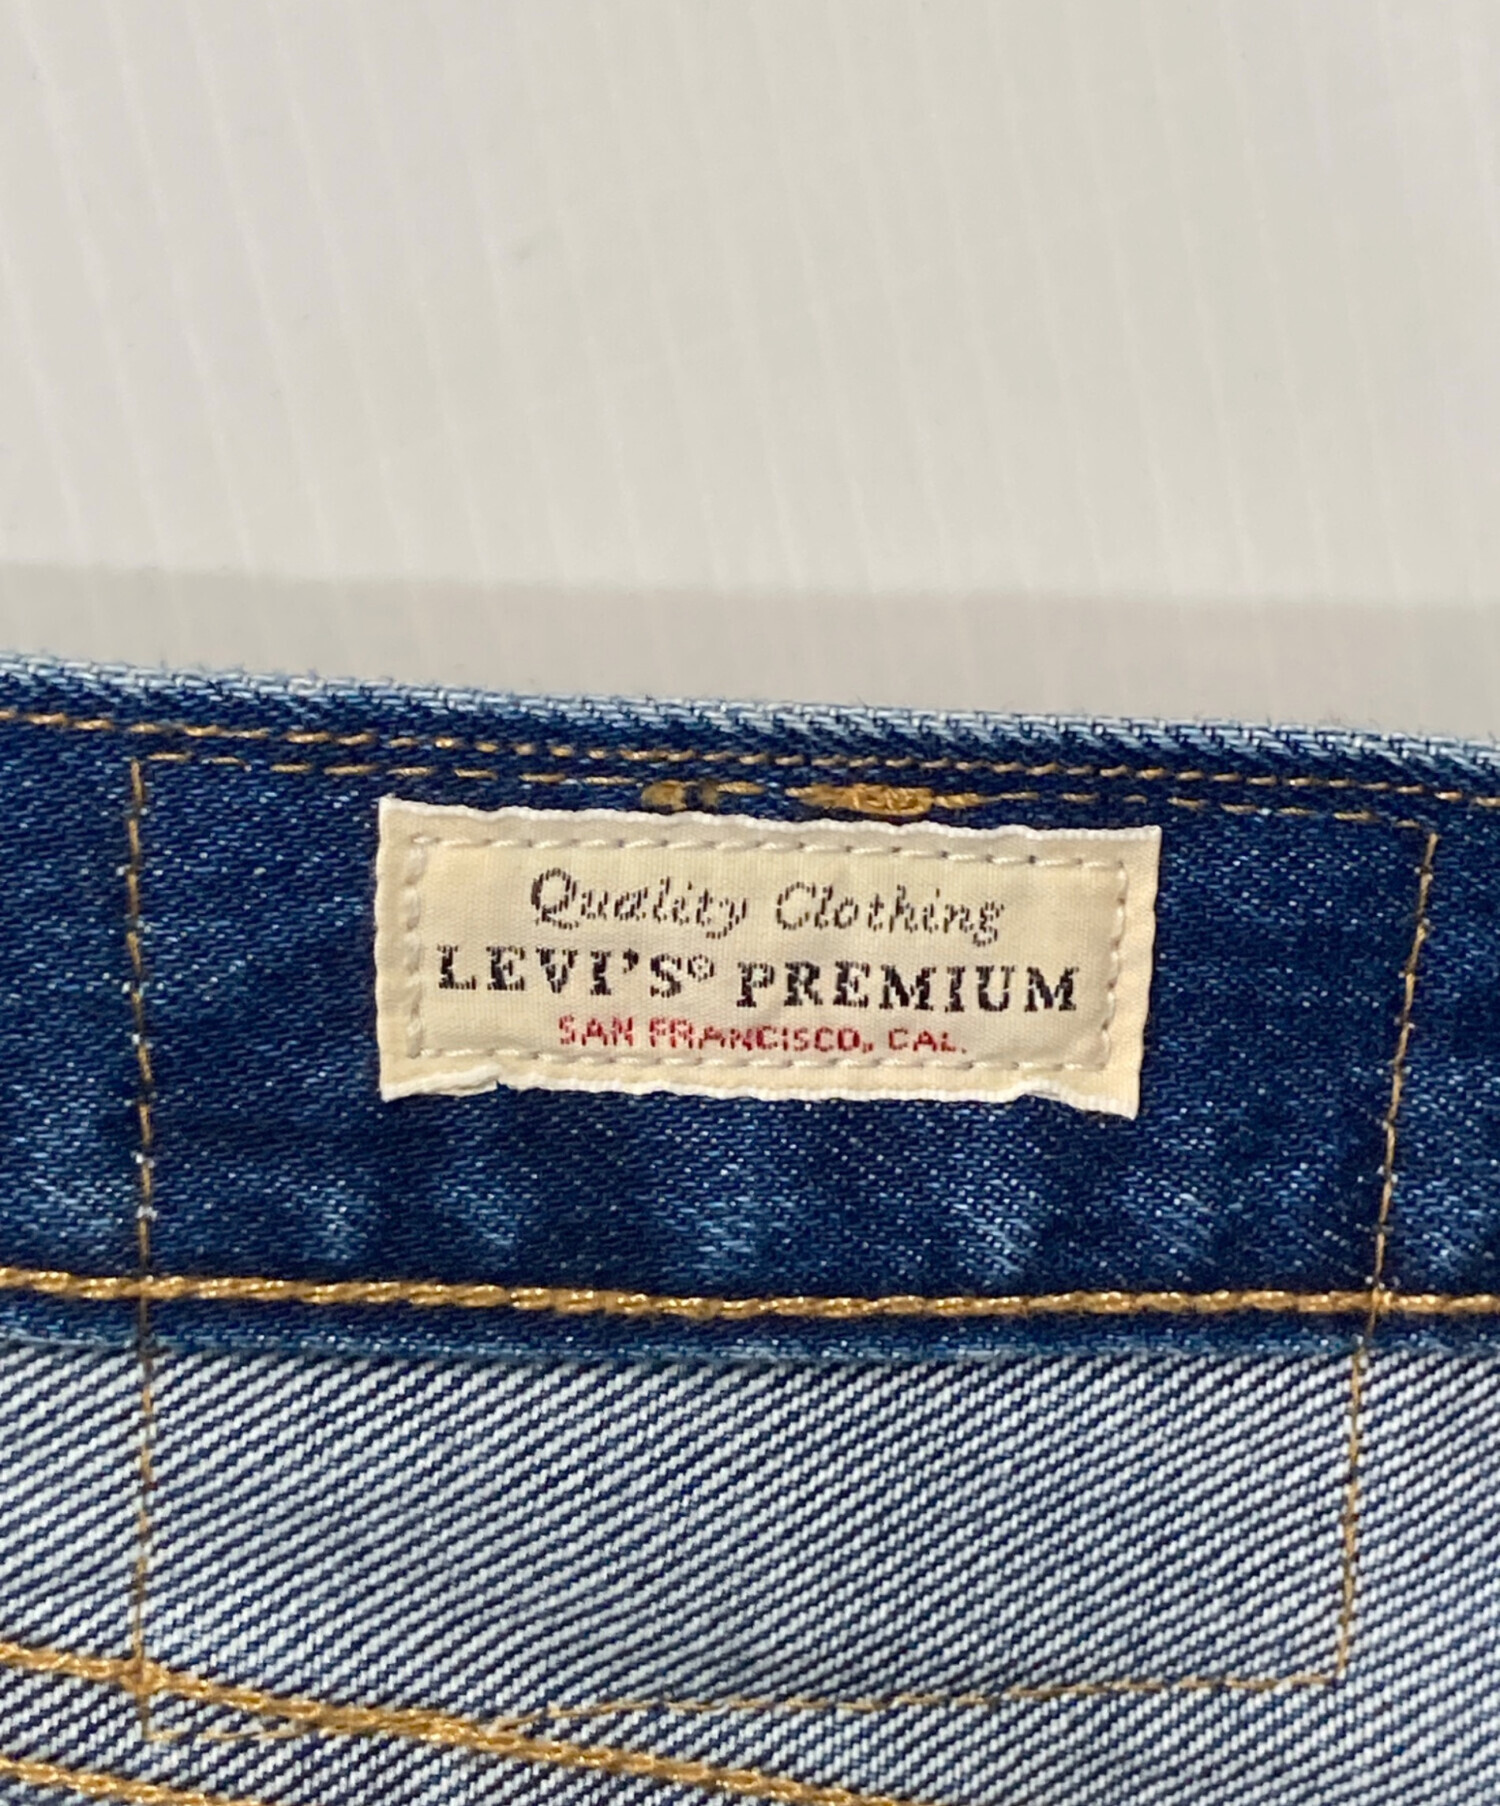 Quality Clothing
LEVI'S® PREMIUM
SAN FRANCISCO, CAL.